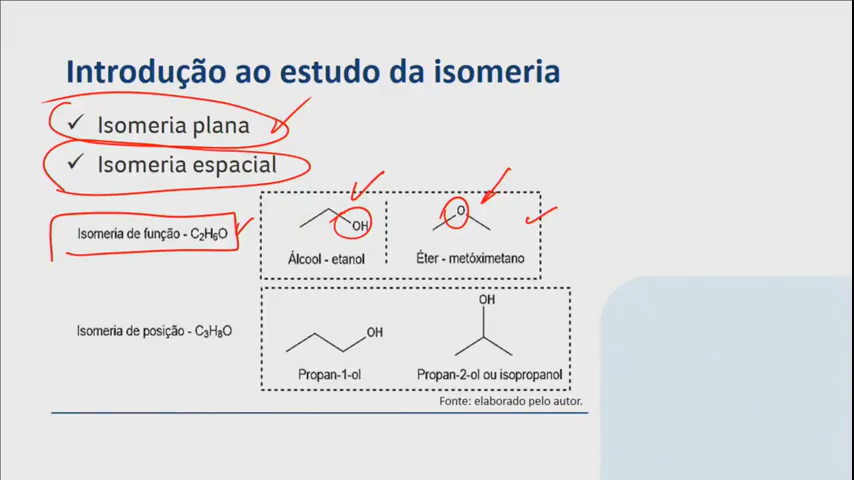 Introdução ao estudo da isomeria
✓ Isomeria plana
✓ Isomeria espacial
Isomeria de função - C₂H₆O
OH
O
Álcool - etanol
Éter - metóximetano
Isomeria de posição - C₃H₈O
OH
OH
Propan-1-ol
Propan-2-ol ou isopropanol
Fonte: elaborado pelo autor.